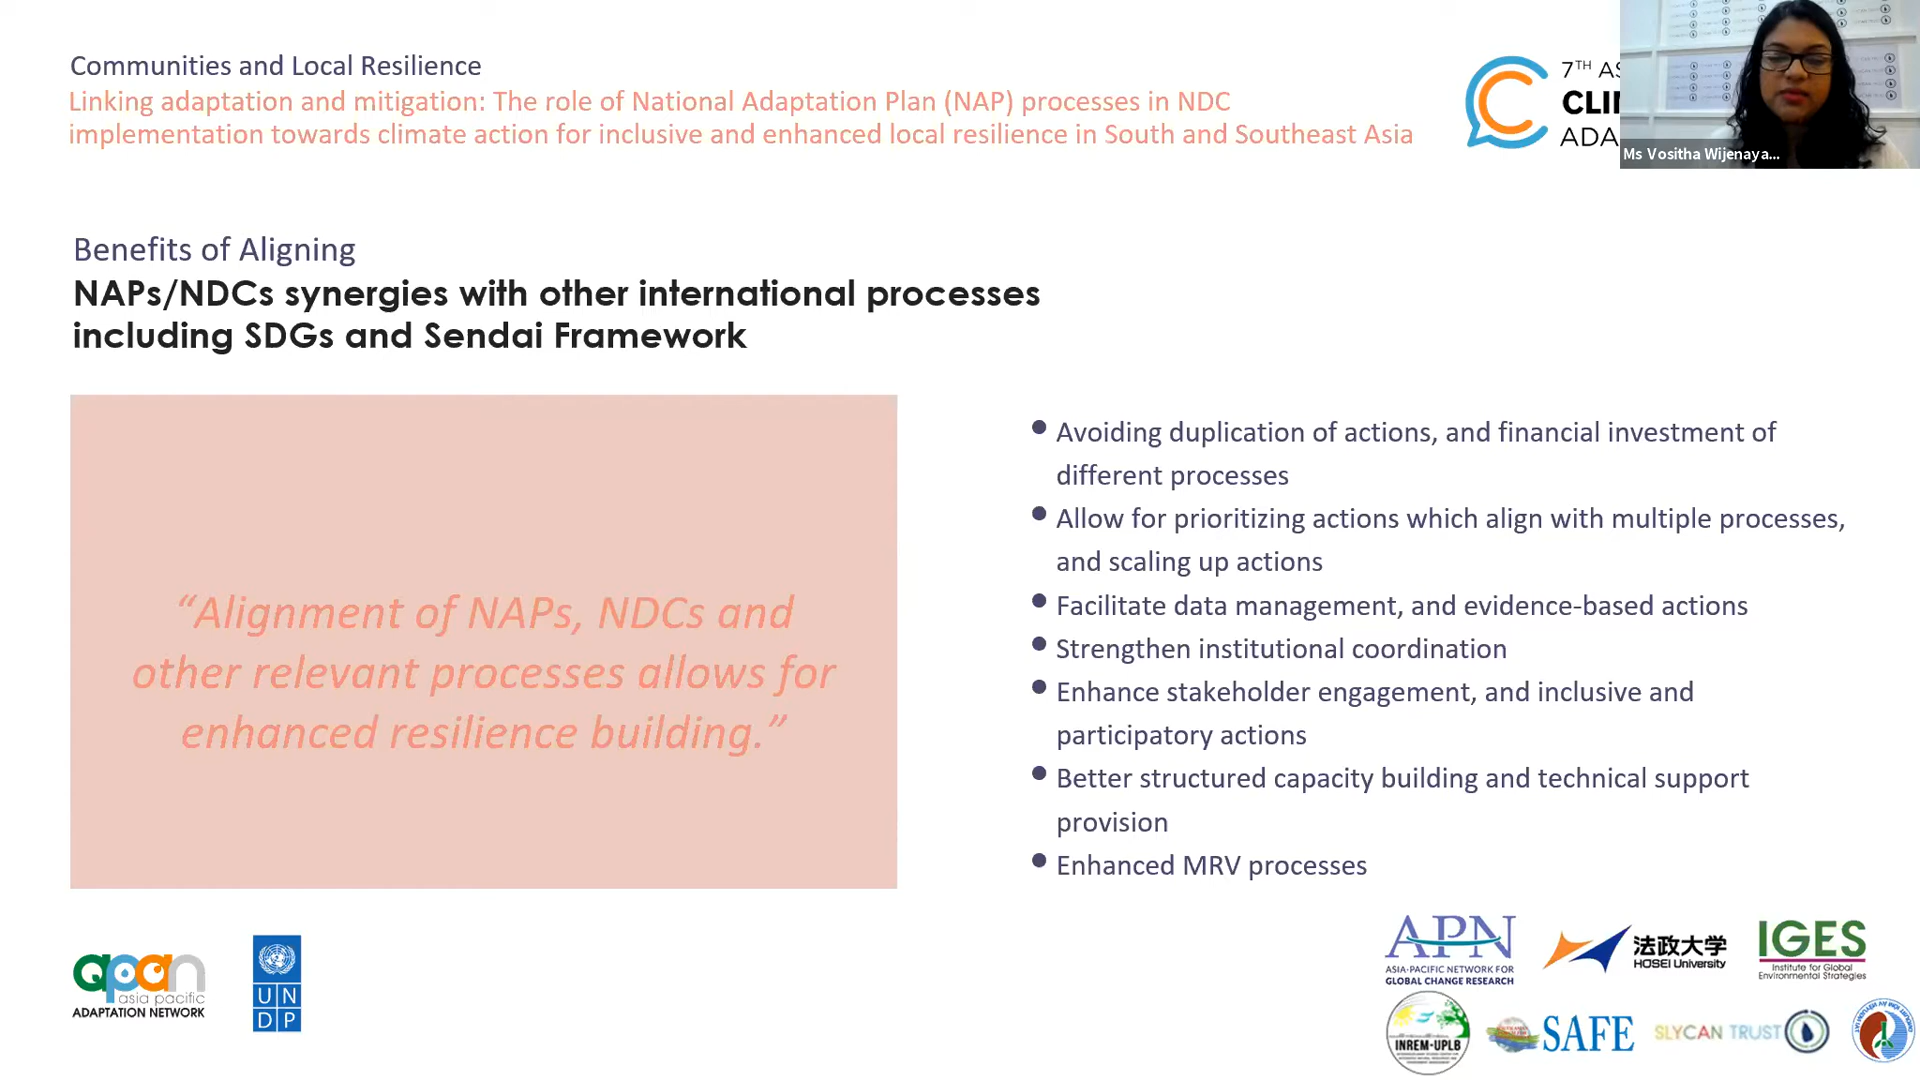 Communities and Local Resilience
Linking adaptation and mitigation: The role of National Adaptation Plan (NAP) processes in NDC
implementation towards climate action for inclusive and enhanced local resilience in South and Southeast Asia
7TH AS
CLI
ADA
Ms Vositha Wijenaya...
Benefits of Aligning
NAPs/NDCs synergies with other international processes
including SDGs and Sendai Framework
“Alignment of NAPs, NDCs and
other relevant processes allows for
enhanced resilience building.”
Avoiding duplication of actions, and financial investment of
different processes
Allow for prioritizing actions which align with multiple processes,
and scaling up actions
Facilitate data management, and evidence-based actions
Strengthen institutional coordination
Enhance stakeholder engagement, and inclusive and
participatory actions
Better structured capacity building and technical support
provision
Enhanced MRV processes
apan
asia pacific
ADAPTATION NETWORK
UN
DP
APN
ASIA-PACIFIC NETWORK FOR
GLOBAL CHANGE RESEARCH
法政大学
HOSEI University
IGES
Institute for Global
Environmental Strategies
INREM-UPLB
SAFE
SLYCAN TRUST